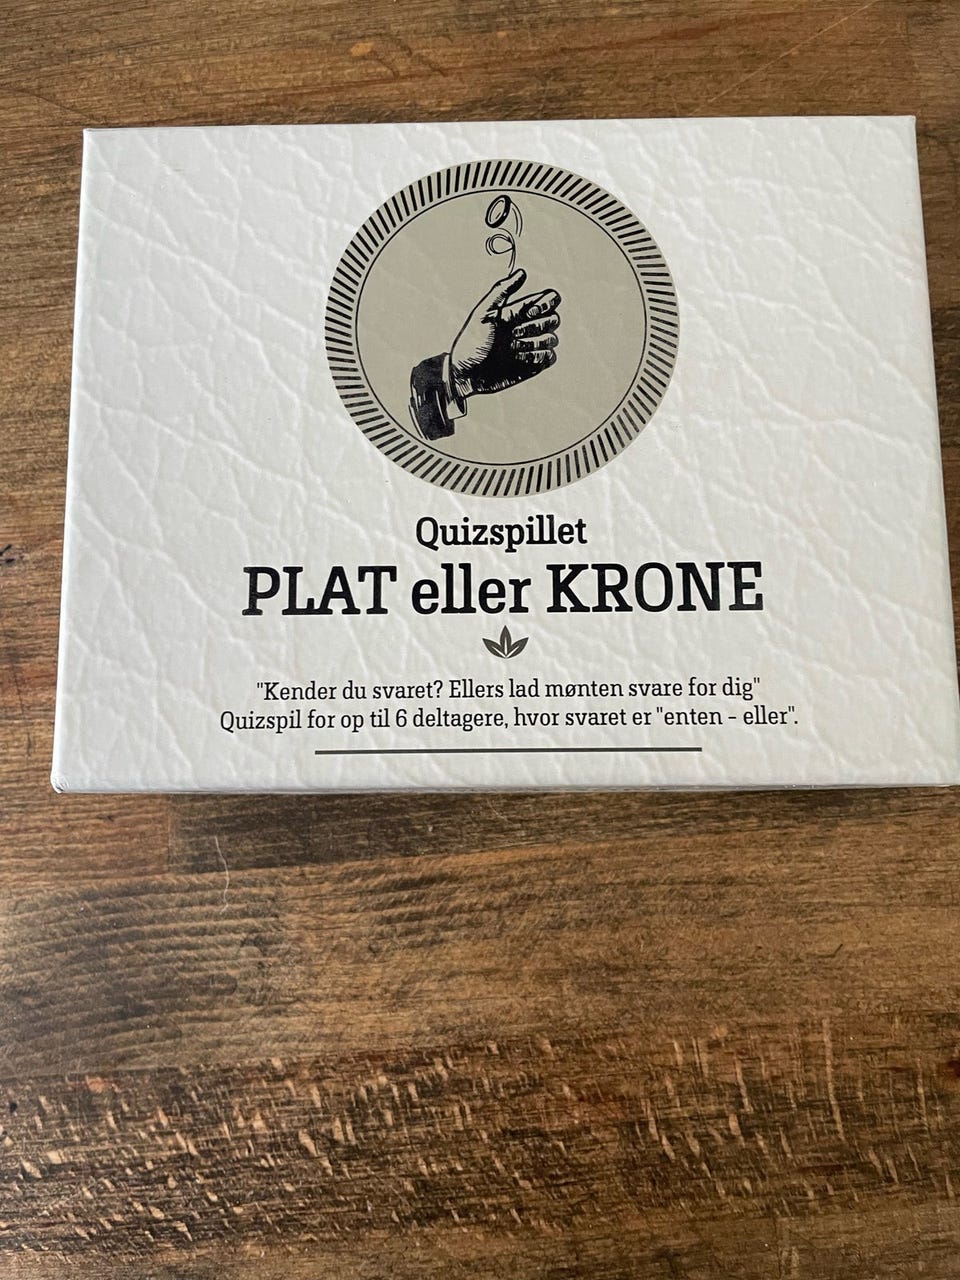 Quizspillet
PLAT eller KRONE
"Kender du svaret? Ellers lad mønten svare for dig"
Quizspil for op til 6 deltagere, hvor svaret er "enten - eller".